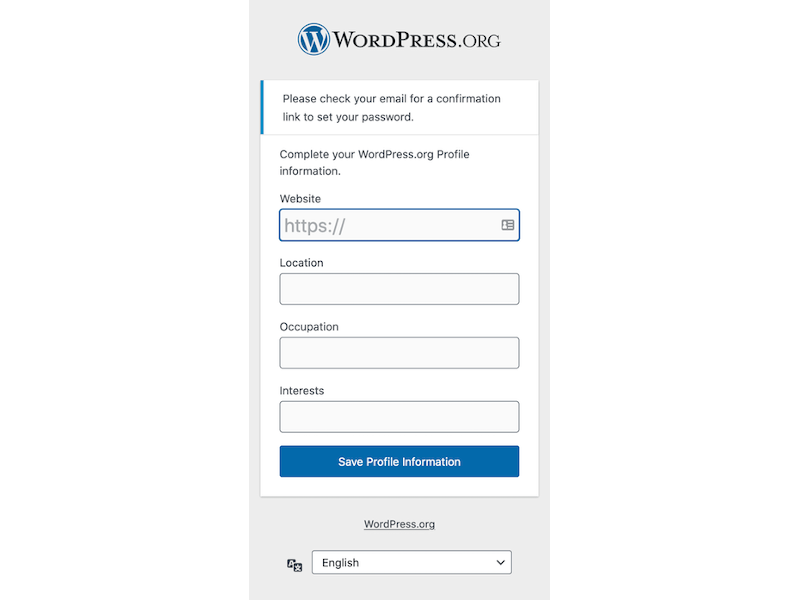 WORDPRESS.ORG
Please check your email for a confirmation
link to set your password.
Complete your WordPress.org Profile
information.
Website
https://
Location
Occupation
Interests
Save Profile Information
WordPress.org
English